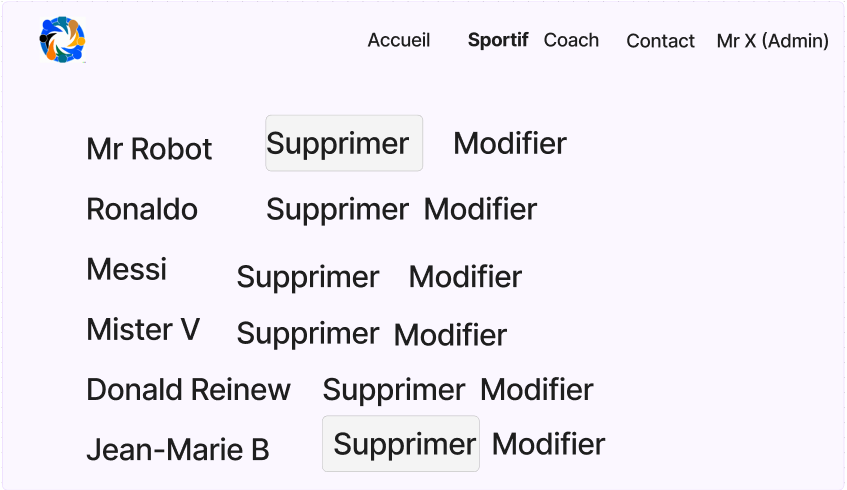 Accueil Sportif Coach Contact Mr X (Admin)
Mr Robot Supprimer Modifier
Ronaldo Supprimer Modifier
Messi Supprimer Modifier
Mister V Supprimer Modifier
Donald Reinew Supprimer Modifier
Jean-Marie B Supprimer Modifier